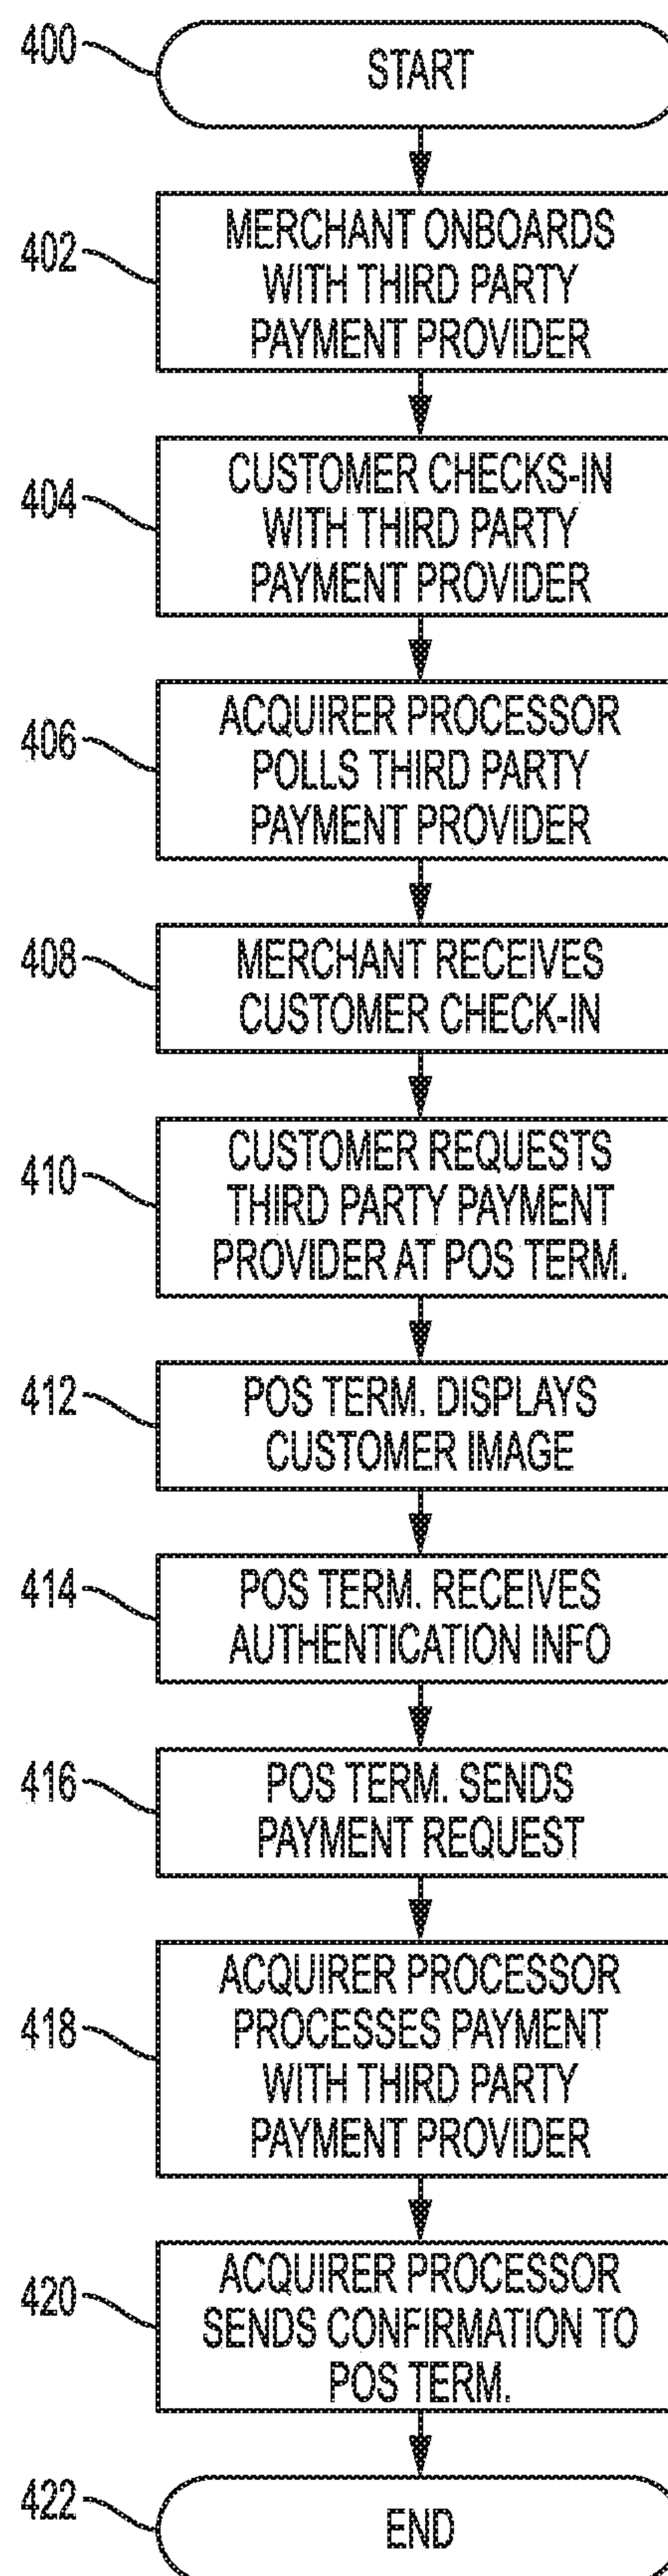 400
START
402
MERCHANT ONBOARDS
WITH THIRD PARTY
PAYMENT PROVIDER
404
CUSTOMER CHECKS-IN
WITH THIRD PARTY
PAYMENT PROVIDER
406
ACQUIRER PROCESSOR
POLLS THIRD PARTY
PAYMENT PROVIDER
408
MERCHANT RECEIVES
CUSTOMER CHECK-IN
410
CUSTOMER REQUESTS
THIRD PARTY PAYMENT
PROVIDER AT POS TERM.
412
POS TERM. DISPLAYS
CUSTOMER IMAGE
414
POS TERM. RECEIVES
AUTHENTICATION INFO
416
POS TERM. SENDS
PAYMENT REQUEST
418
ACQUIRER PROCESSOR
PROCESSES PAYMENT
WITH THIRD PARTY
PAYMENT PROVIDER
420
ACQUIRER PROCESSOR
SENDS CONFIRMATION TO
POS TERM.
422
END